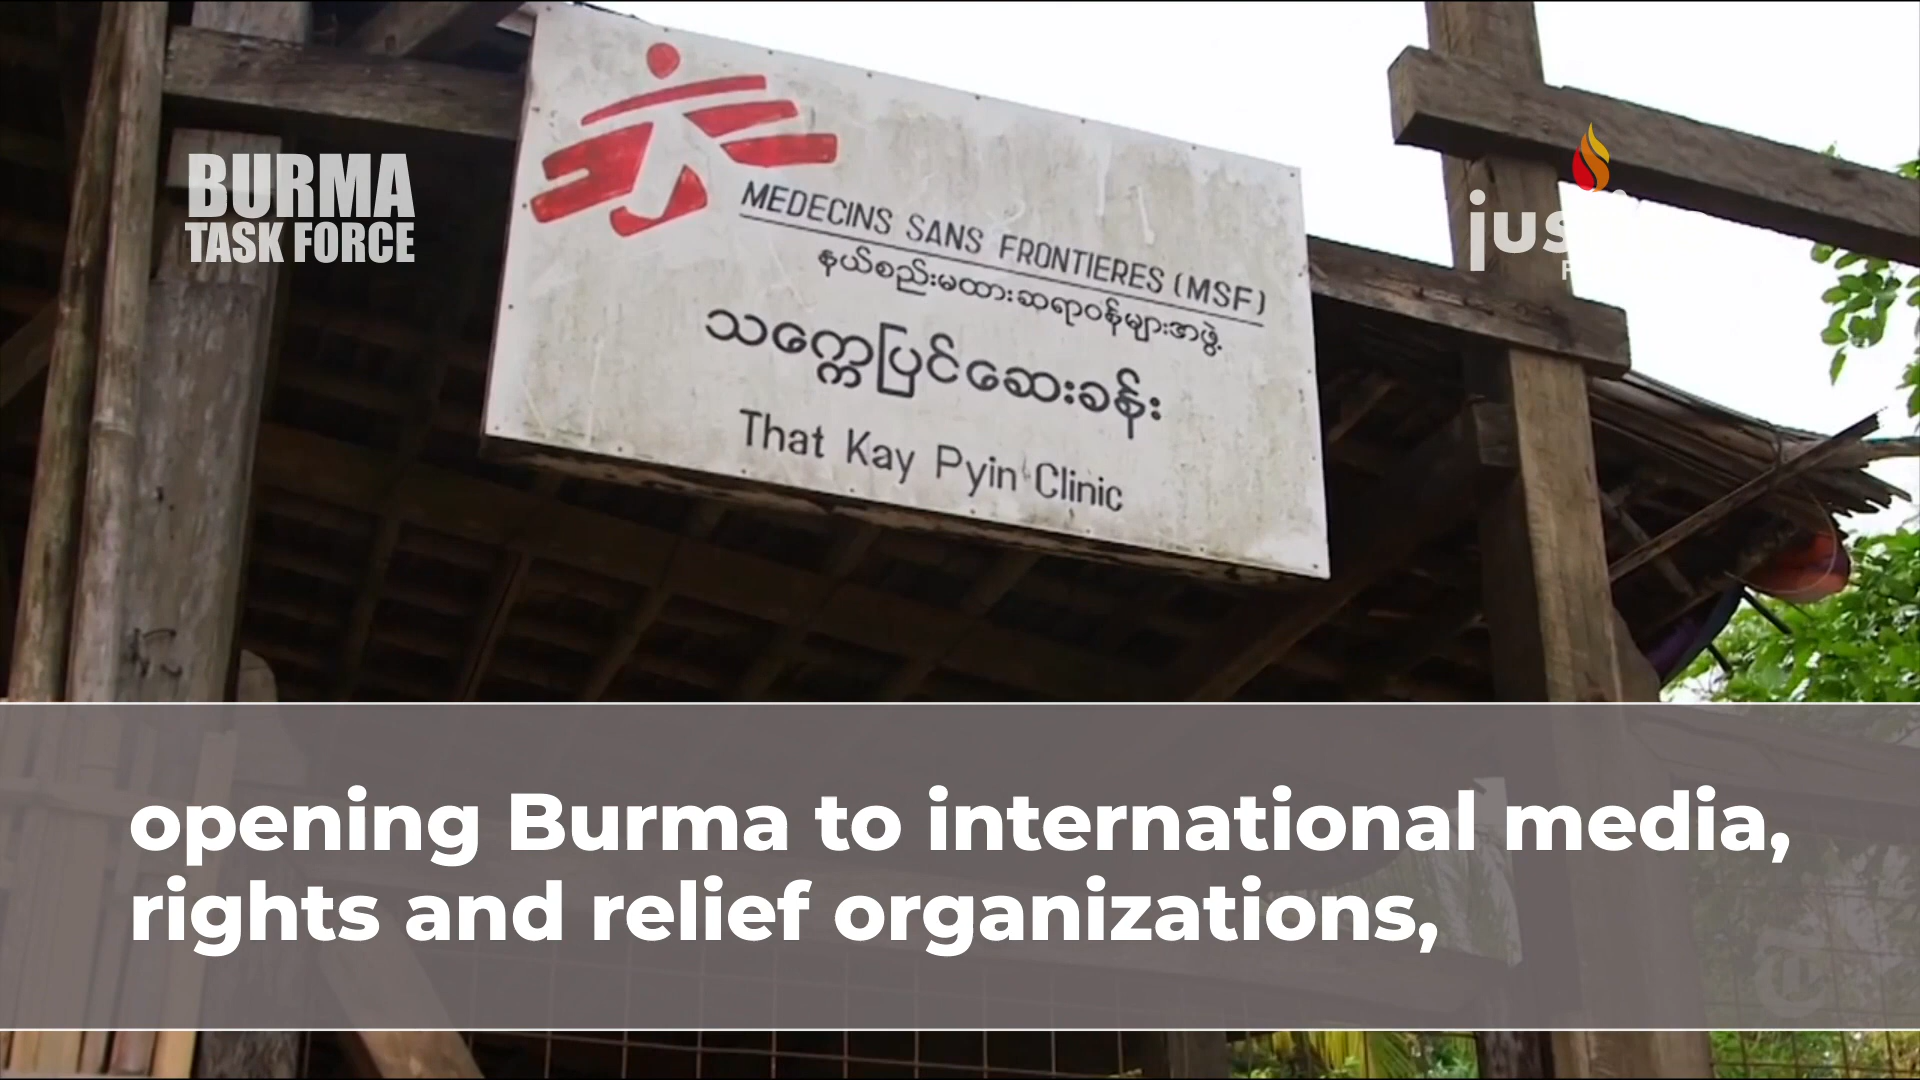 BURMA
TASK FORCE
MEDECINS SANS FRONTIERES (MSF)
နယ်စည်းမထားဆရာဝန်များအဖွဲ့
သက္ကေပြင်ဆေးခန်း
That Kay Pyin Clinic
jus
opening Burma to international media,
rights and relief organizations,